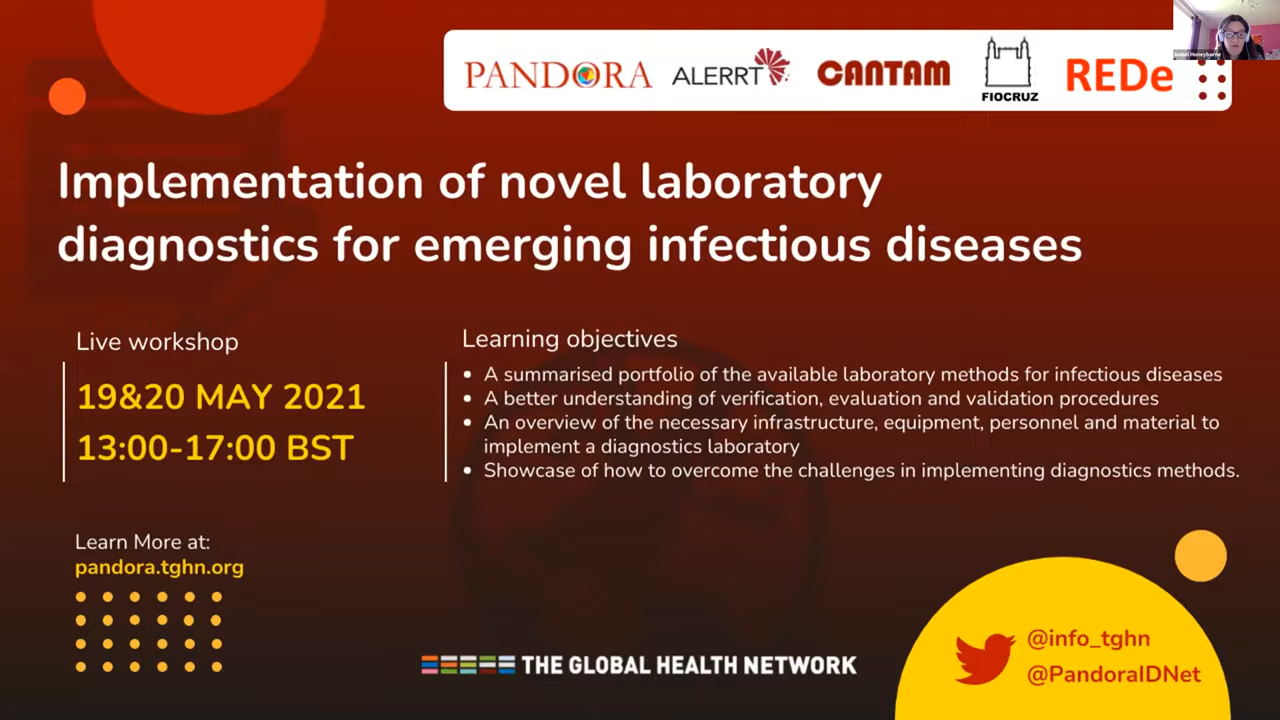 PANDORA
ALERRT
CANTAM
FIOCRUZ
REDe
Isabel Honeyborne
Implementation of novel laboratory
diagnostics for emerging infectious diseases
Live workshop
19&20 MAY 2021
13:00-17:00 BST
Learning objectives
• A summarised portfolio of the available laboratory methods for infectious diseases
• A better understanding of verification, evaluation and validation procedures
• An overview of the necessary infrastructure, equipment, personnel and material to
implement a diagnostics laboratory
• Showcase of how to overcome the challenges in implementing diagnostics methods.
Learn More at:
pandora.tghn.org
THE GLOBAL HEALTH NETWORK
@info_tghn
@PandoraIDNet